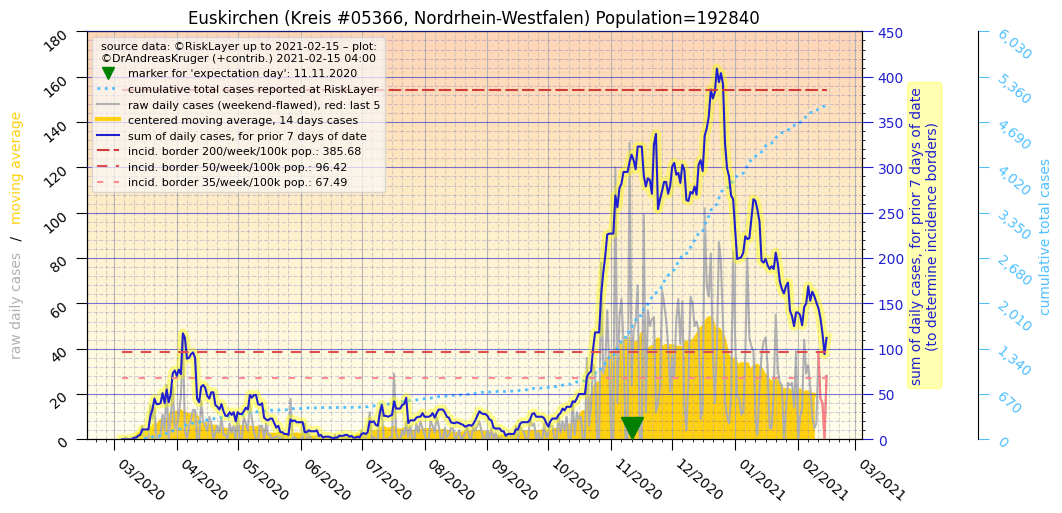 Euskirchen (Kreis #05366, Nordrhein-Westfalen) Population=192840
source data: ©RiskLayer up to 2021-02-15 – plot:
©DrAndreasKruger (+contrib.) 2021-02-15 04:00
marker for 'expectation day': 11.11.2020
cumulative total cases reported at RiskLayer
raw daily cases (weekend-flawed), red: last 5
centered moving average, 14 days cases
sum of daily cases, for prior 7 days of date
incid. border 200/week/100k pop.: 385.68
incid. border 50/week/100k pop.: 96.42
incid. border 35/week/100k pop.: 67.49
raw daily cases / moving average
180
160
140
120
100
80
60
40
20
0
03/2020
04/2020
05/2020
06/2020
07/2020
08/2020
09/2020
10/2020
11/2020
12/2020
01/2021
02/2021
03/2021
450
400
350
300
250
200
150
100
50
0
sum of daily cases, for prior 7 days of date
(to determine incidence borders)
6,030
5,360
4,690
4,020
3,350
2,680
2,010
1,340
670
0
cumulative total cases